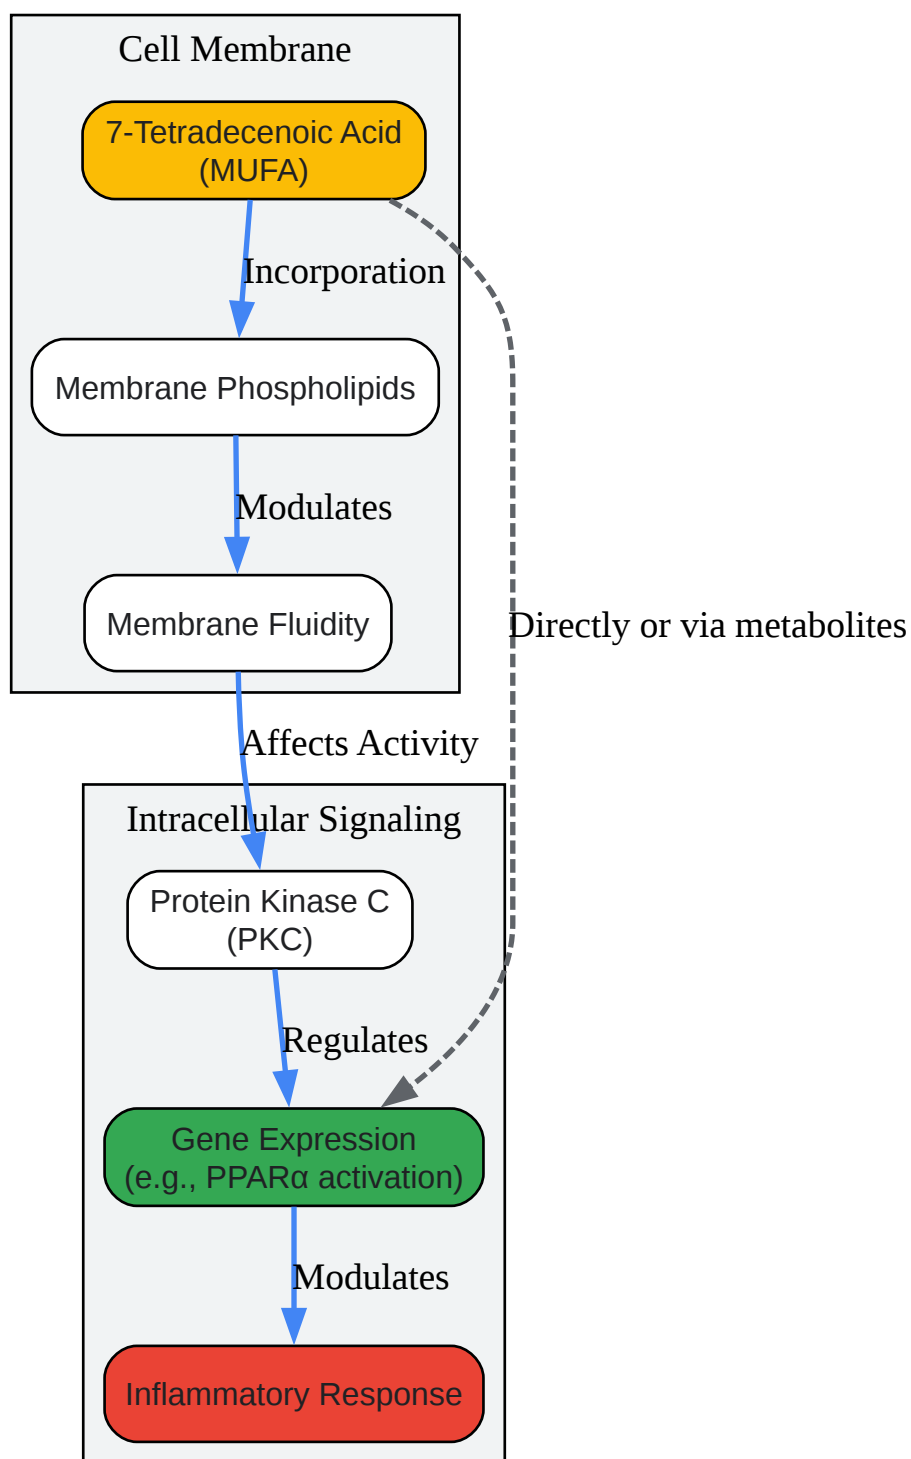 Cell Membrane
7-Tetradecenoic Acid
(MUFA)
Incorporation
Membrane Phospholipids
Modulates
Membrane Fluidity
Directly or via metabolites
Affects Activity
Intracellular Signaling
Protein Kinase C
(PKC)
Regulates
Gene Expression
(e.g., PPARα activation)
Modulates
Inflammatory Response